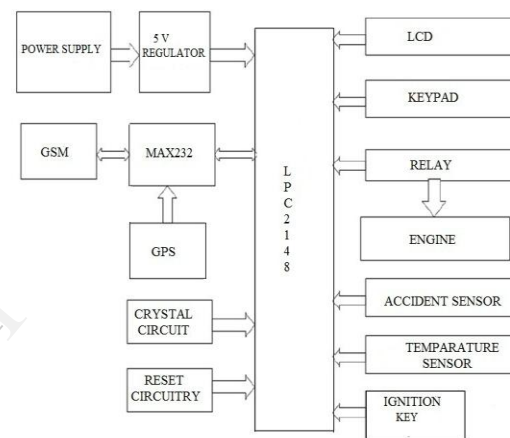 POWER SUPPLY
5 V
REGULATOR
GSM
MAX232
GPS
CRYSTAL
CIRCUIT
RESET
CIRCUITRY
L
P
C
2
1
4
8
LCD
KEYPAD
RELAY
ENGINE
ACCIDENT SENSOR
TEMPARATURE
SENSOR
IGNITION
KEY